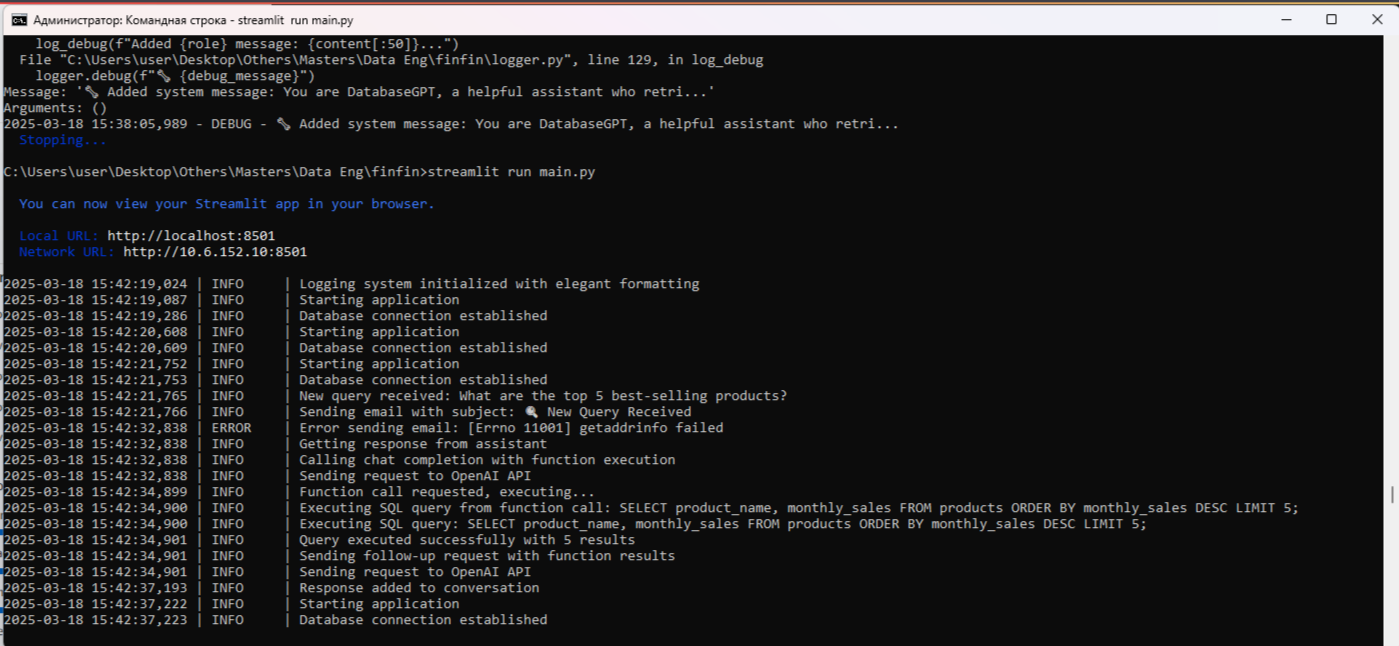 Администратор: Командная строка - streamlit run main.py
log_debug(f"Added {role} message: {content[:50]}...")
File "C:\Users\user\Desktop\Others\Masters\Data Eng\finfin\logger.py", line 129, in log_debug
logger.debug(f"🔧 {debug_message}")
Message: '🔧 Added system message: You are DatabaseGPT, a helpful assistant who retri...'
Arguments: ()
2025-03-18 15:38:05,989 - DEBUG - 🔧 Added system message: You are DatabaseGPT, a helpful assistant who retri...
Stopping...
C:\Users\user\Desktop\Others\Masters\Data Eng\finfin>streamlit run main.py
You can now view your Streamlit app in your browser.
Local URL: http://localhost:8501
Network URL: http://10.6.152.10:8501
2025-03-18 15:42:19,024 | INFO | Logging system initialized with elegant formatting
2025-03-18 15:42:19,087 | INFO | Starting application
2025-03-18 15:42:19,286 | INFO | Database connection established
2025-03-18 15:42:20,608 | INFO | Starting application
2025-03-18 15:42:20,609 | INFO | Database connection established
2025-03-18 15:42:21,752 | INFO | Starting application
2025-03-18 15:42:21,753 | INFO | Database connection established
2025-03-18 15:42:21,765 | INFO | New query received: What are the top 5 best-selling products?
2025-03-18 15:42:21,766 | INFO | Sending email with subject: 🔍 New Query Received
2025-03-18 15:42:32,838 | ERROR | Error sending email: [Errno 11001] getaddrinfo failed
2025-03-18 15:42:32,838 | INFO | Getting response from assistant
2025-03-18 15:42:32,838 | INFO | Calling chat completion with function execution
2025-03-18 15:42:32,838 | INFO | Sending request to OpenAI API
2025-03-18 15:42:34,899 | INFO | Function call requested, executing...
2025-03-18 15:42:34,900 | INFO | Executing SQL query from function call: SELECT product_name, monthly_sales FROM products ORDER BY monthly_sales DESC LIMIT 5;
2025-03-18 15:42:34,900 | INFO | Executing SQL query: SELECT product_name, monthly_sales FROM products ORDER BY monthly_sales DESC LIMIT 5;
2025-03-18 15:42:34,901 | INFO | Query executed successfully with 5 results
2025-03-18 15:42:34,901 | INFO | Sending follow-up request with function results
2025-03-18 15:42:34,901 | INFO | Sending request to OpenAI API
2025-03-18 15:42:37,193 | INFO | Response added to conversation
2025-03-18 15:42:37,222 | INFO | Starting application
2025-03-18 15:42:37,223 | INFO | Database connection established